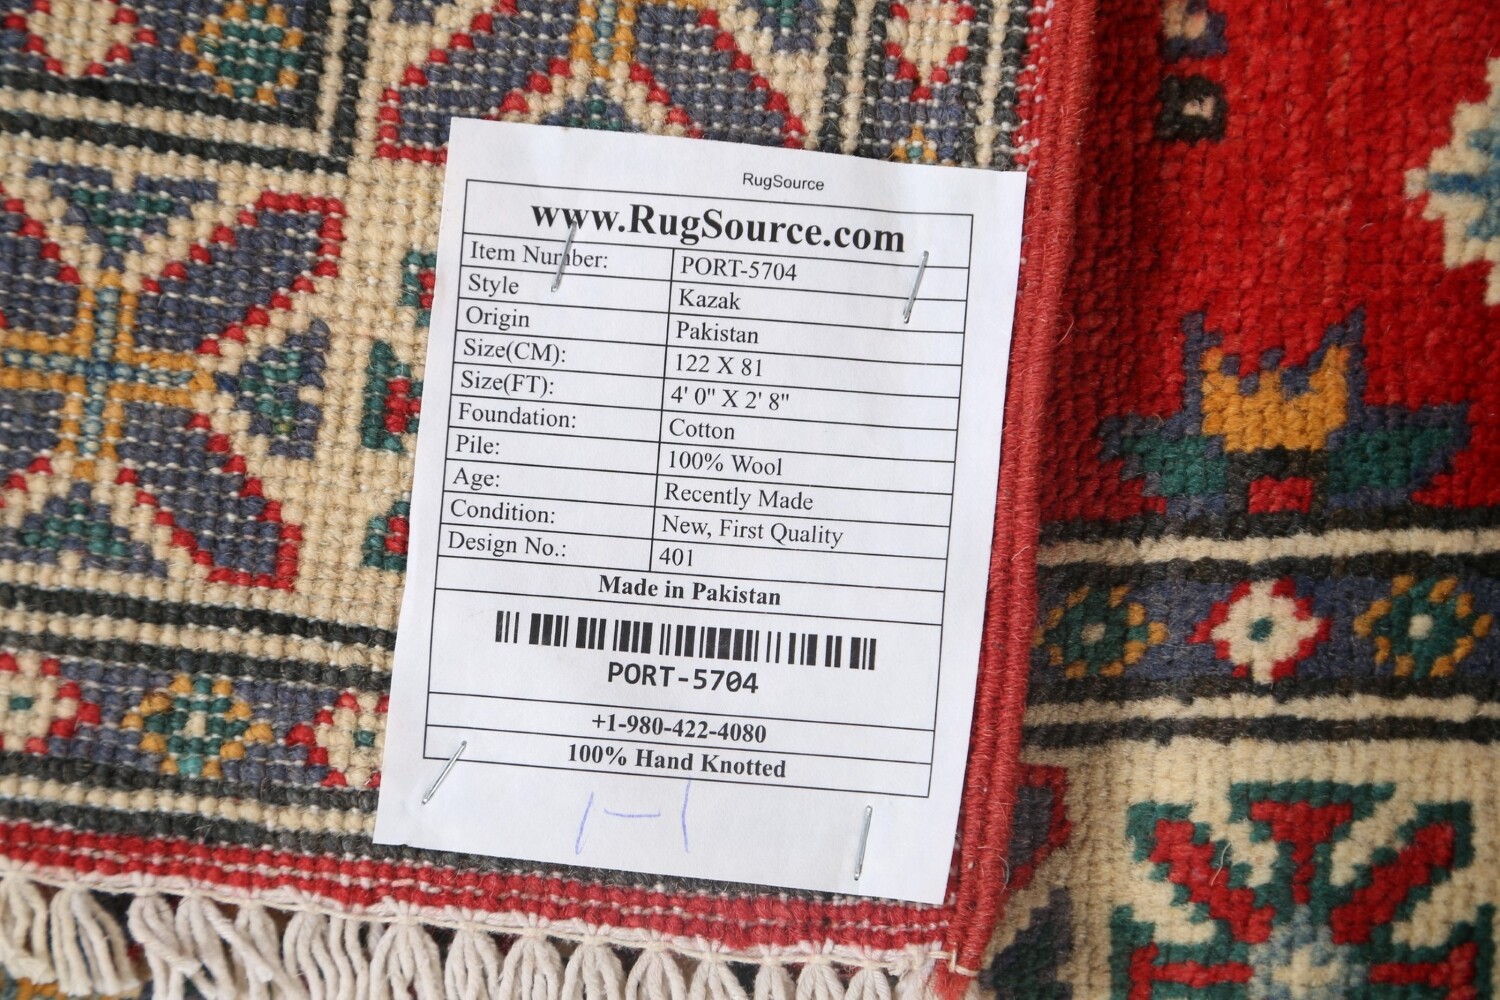 RugSource
www.RugSource.com
Item Number: PORT-5704
Style Kazak
Origin Pakistan
Size(CM): 122 X 81
Size(FT): 4' 0" X 2' 8"
Foundation: Cotton
Pile: 100% Wool
Age: Recently Made
Condition: New, First Quality
Design No.: 401
Made in Pakistan
PORT-5704
+1-980-422-4080
100% Hand Knotted
1-1